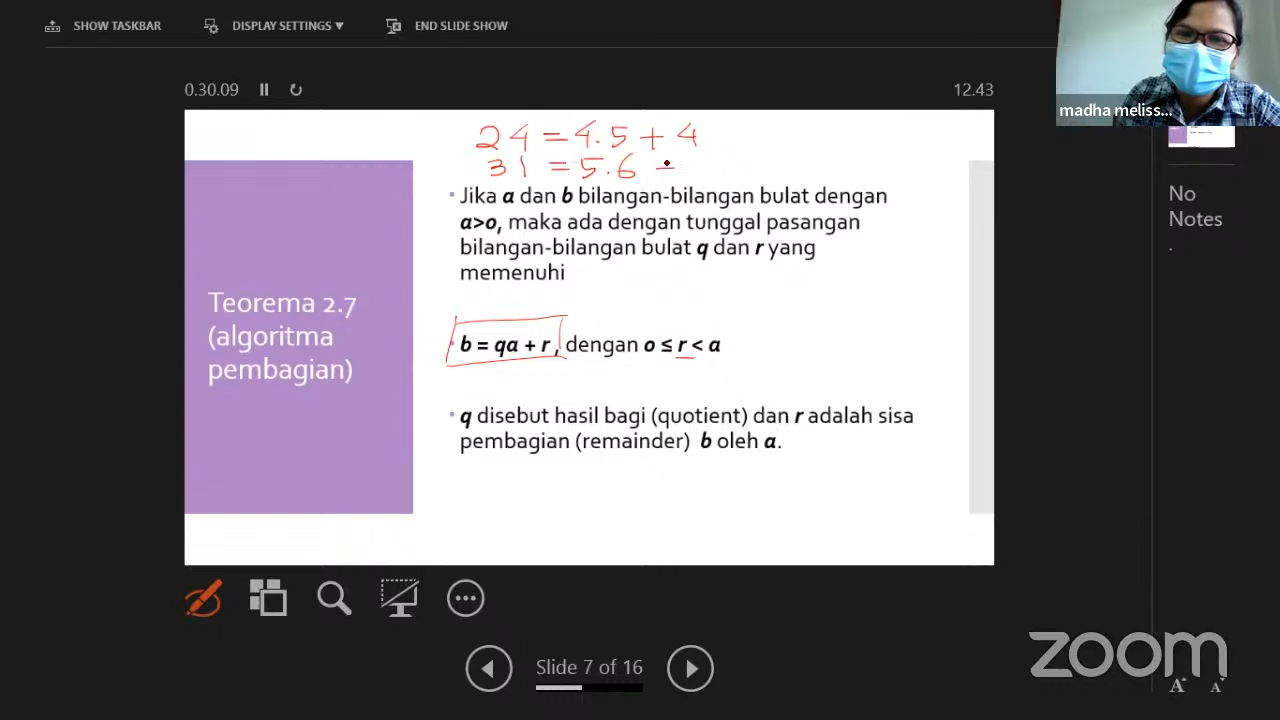 SHOW TASKBAR DISPLAY SETTINGS ▼ END SLIDE SHOW
0.30.09 12.43
madha meliss...
24 = 4.5 + 4
31 = 5.6 –
• Jika a dan b bilangan-bilangan bulat dengan
a>0, maka ada dengan tunggal pasangan
bilangan-bilangan bulat q dan r yang
memenuhi
Teorema 2.7
(algoritma
pembagian)
• b = qa + r, dengan 0 ≤ r < a
• q disebut hasil bagi (quotient) dan r adalah sisa
pembagian (remainder) b oleh a.
No
Notes
.
Slide 7 of 16
zoom
A A